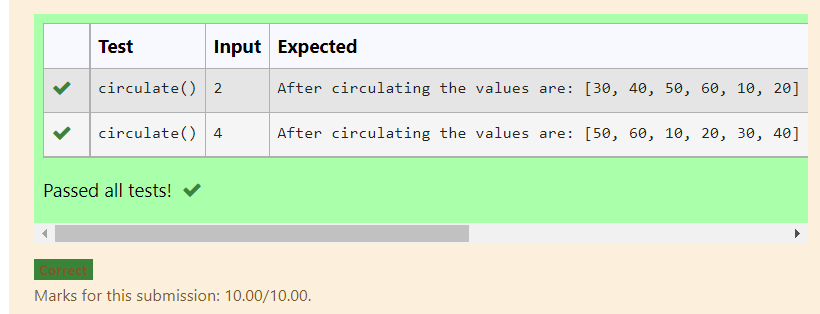 Test Input Expected
circulate() 2 After circulating the values are: [30, 40, 50, 60, 10, 20]
circulate() 4 After circulating the values are: [50, 60, 10, 20, 30, 40]
Passed all tests!
Correct
Marks for this submission: 10.00/10.00.